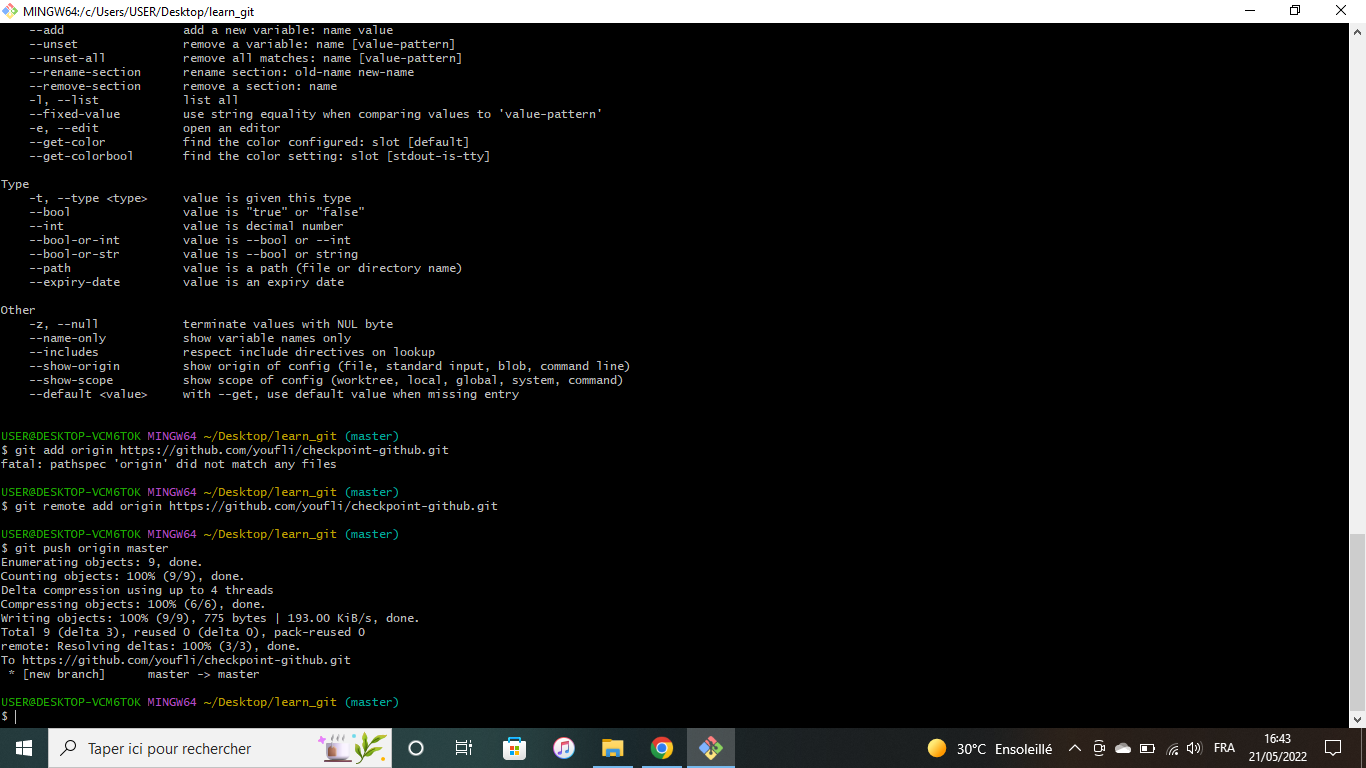 MINGW64:/c/Users/USER/Desktop/learn_git
--add add a new variable: name value
--unset remove a variable: name [value-pattern]
--unset-all remove all matches: name [value-pattern]
--rename-section rename section: old-name new-name
--remove-section remove a section: name
-l, --list list all
--fixed-value use string equality when comparing values to 'value-pattern'
-e, --edit open an editor
--get-color find the color configured: slot [default]
--get-colorbool find the color setting: slot [stdout-is-tty]
Type
-t, --type <type> value is given this type
--bool value is "true" or "false"
--int value is decimal number
--bool-or-int value is --bool or --int
--bool-or-str value is --bool or string
--path value is a path (file or directory name)
--expiry-date value is an expiry date
Other
-z, --null terminate values with NUL byte
--name-only show variable names only
--includes respect include directives on lookup
--show-origin show origin of config (file, standard input, blob, command line)
--show-scope show scope of config (worktree, local, global, system, command)
--default <value> with --get, use default value when missing entry
USER@DESKTOP-VCM6TOK MINGW64 ~/Desktop/learn_git (master)
$ git add origin https://github.com/youfli/checkpoint-github.git
fatal: pathspec 'origin' did not match any files
USER@DESKTOP-VCM6TOK MINGW64 ~/Desktop/learn_git (master)
$ git remote add origin https://github.com/youfli/checkpoint-github.git
USER@DESKTOP-VCM6TOK MINGW64 ~/Desktop/learn_git (master)
$ git push origin master
Enumerating objects: 9, done.
Counting objects: 100% (9/9), done.
Delta compression using up to 4 threads
Compressing objects: 100% (6/6), done.
Writing objects: 100% (9/9), 775 bytes | 193.00 KiB/s, done.
Total 9 (delta 3), reused 0 (delta 0), pack-reused 0
remote: Resolving deltas: 100% (3/3), done.
To https://github.com/youfli/checkpoint-github.git
* [new branch] master -> master
USER@DESKTOP-VCM6TOK MINGW64 ~/Desktop/learn_git (master)
$
Taper ici pour rechercher
30°C Ensoleillé
FRA
16:43
21/05/2022